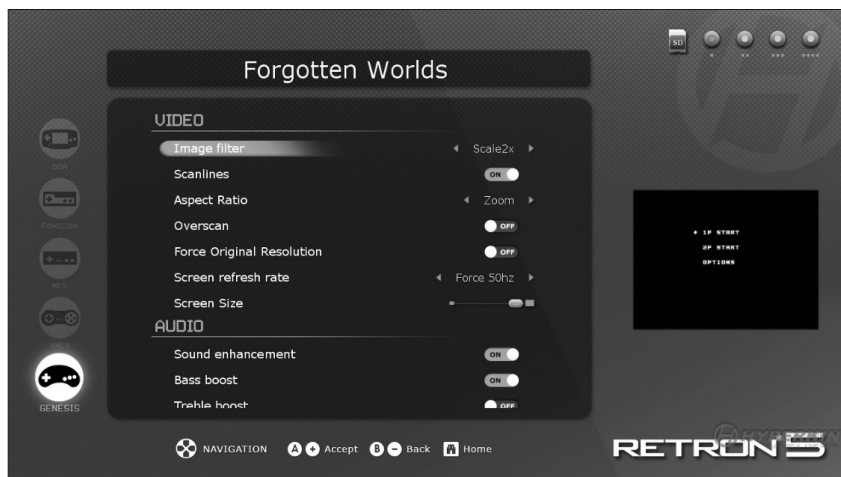 Forgotten Worlds
SD
VIDEO
Image filter Scale2x
Scanlines ON
Aspect Ratio Zoom
Overscan OFF
Force Original Resolution OFF
Screen refresh rate Force 50hz
Screen Size
AUDIO
Sound enhancement ON
Bass boost ON
Treble boost OFF
GBA
FAMICOM
NES
SNES
GENESIS
1P START
2P START
OPTIONS
NAVIGATION A + Accept B - Back Home
HYPERKIN
RETRON 5